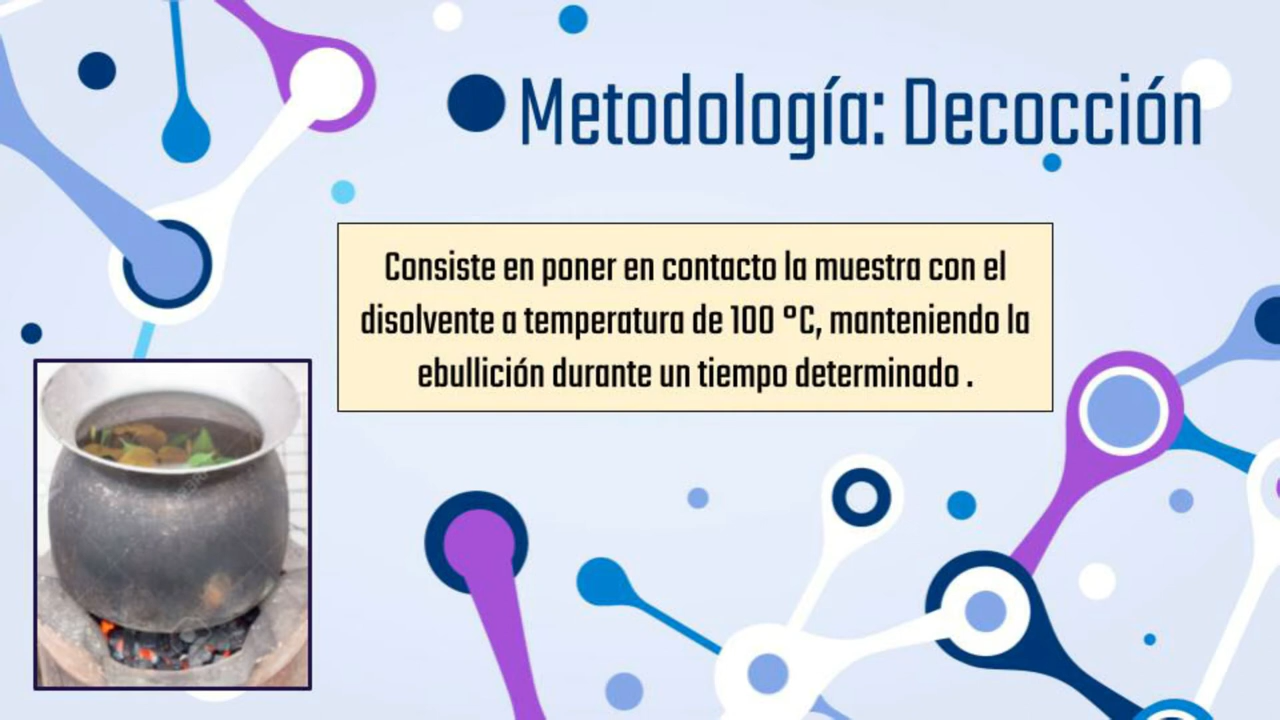 Metodología: Decocción
Consiste en poner en contacto la muestra con el
disolvente a temperatura de 100 °C, manteniendo la
ebullición durante un tiempo determinado .